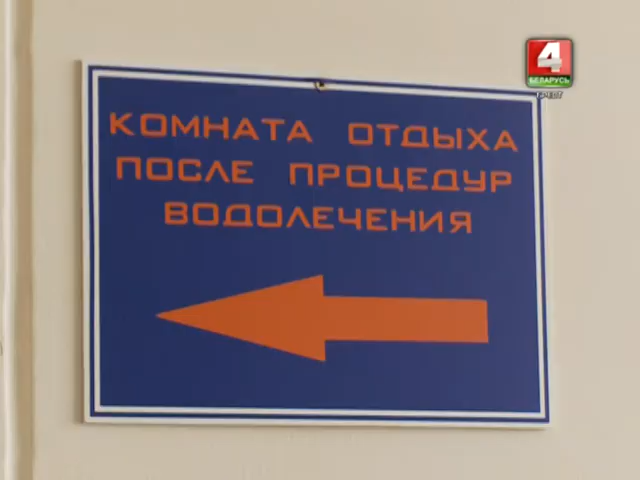 4
БЕЛАРУСЬ
КОМНАТА ОТДЫХА
ПОСЛЕ ПРОЦЕДУР
ВОДОЛЕЧЕНИЯ